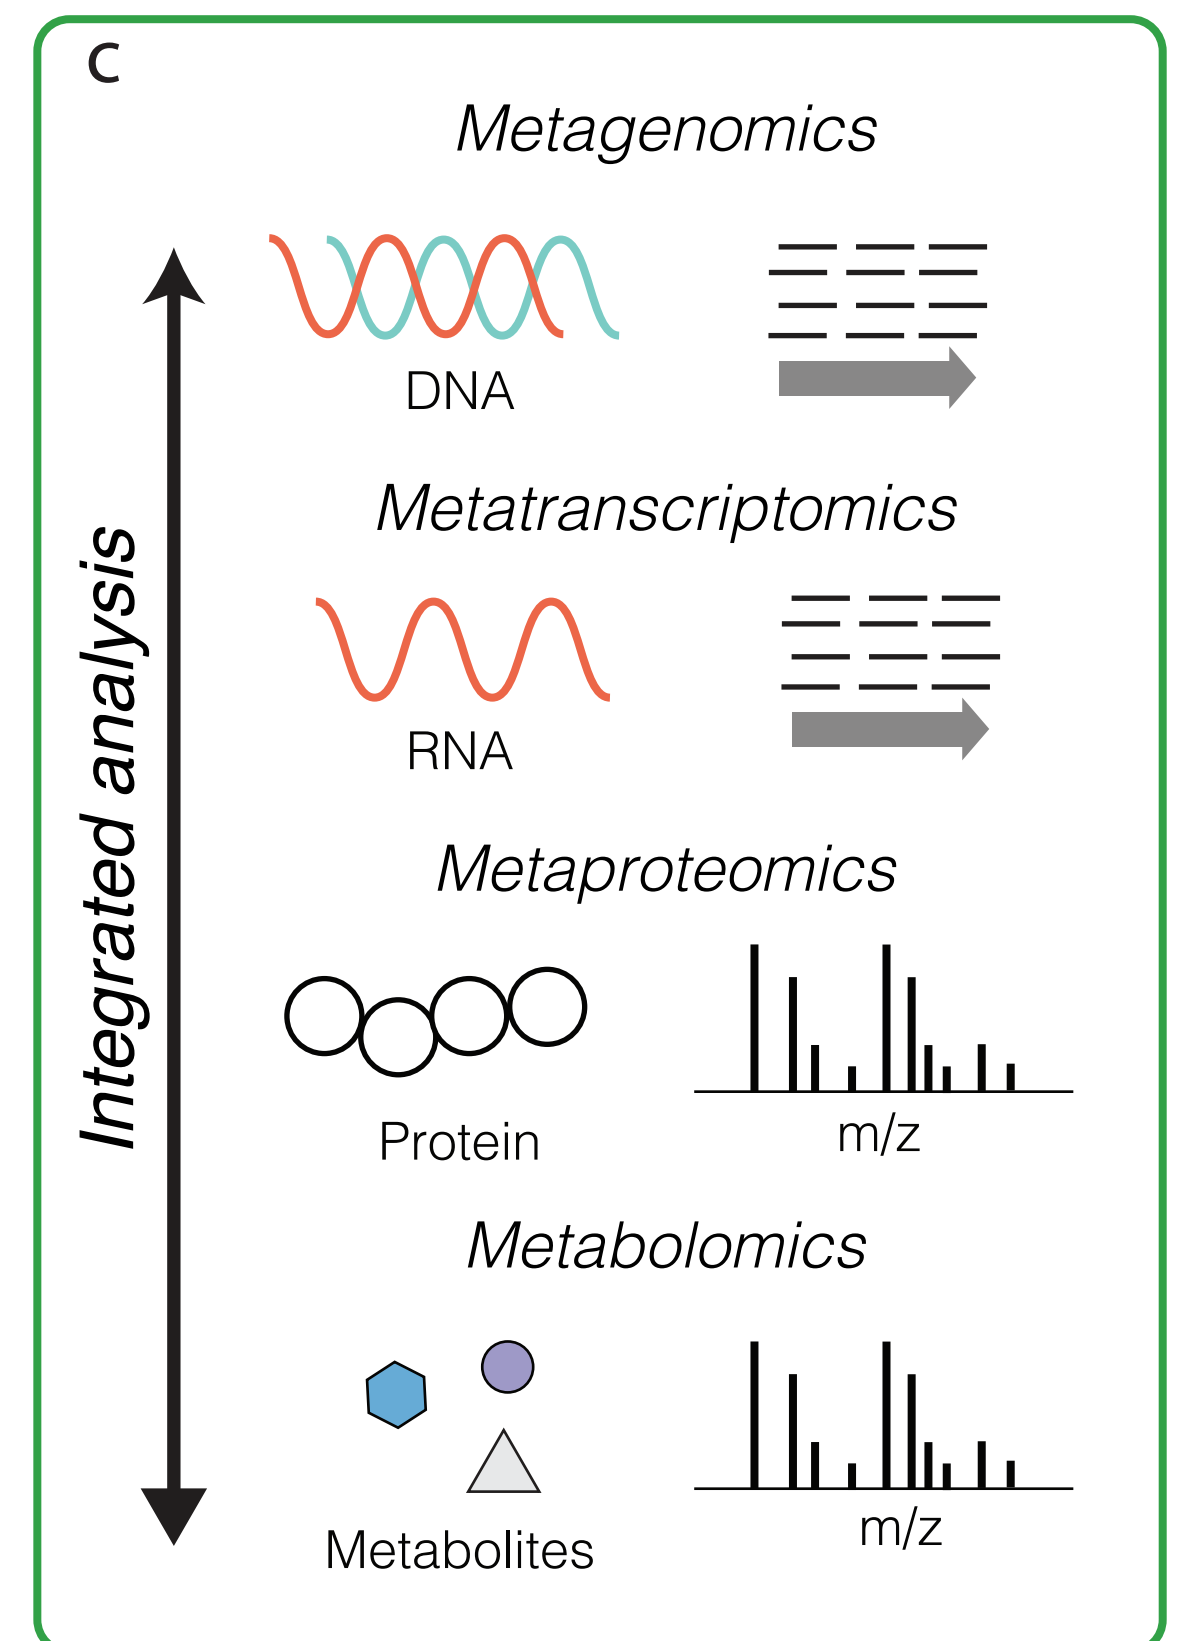 C
Metagenomics
DNA
Metatranscriptomics
RNA
Integrated analysis
Metaproteomics
Protein
m/z
Metabolomics
Metabolites
m/z